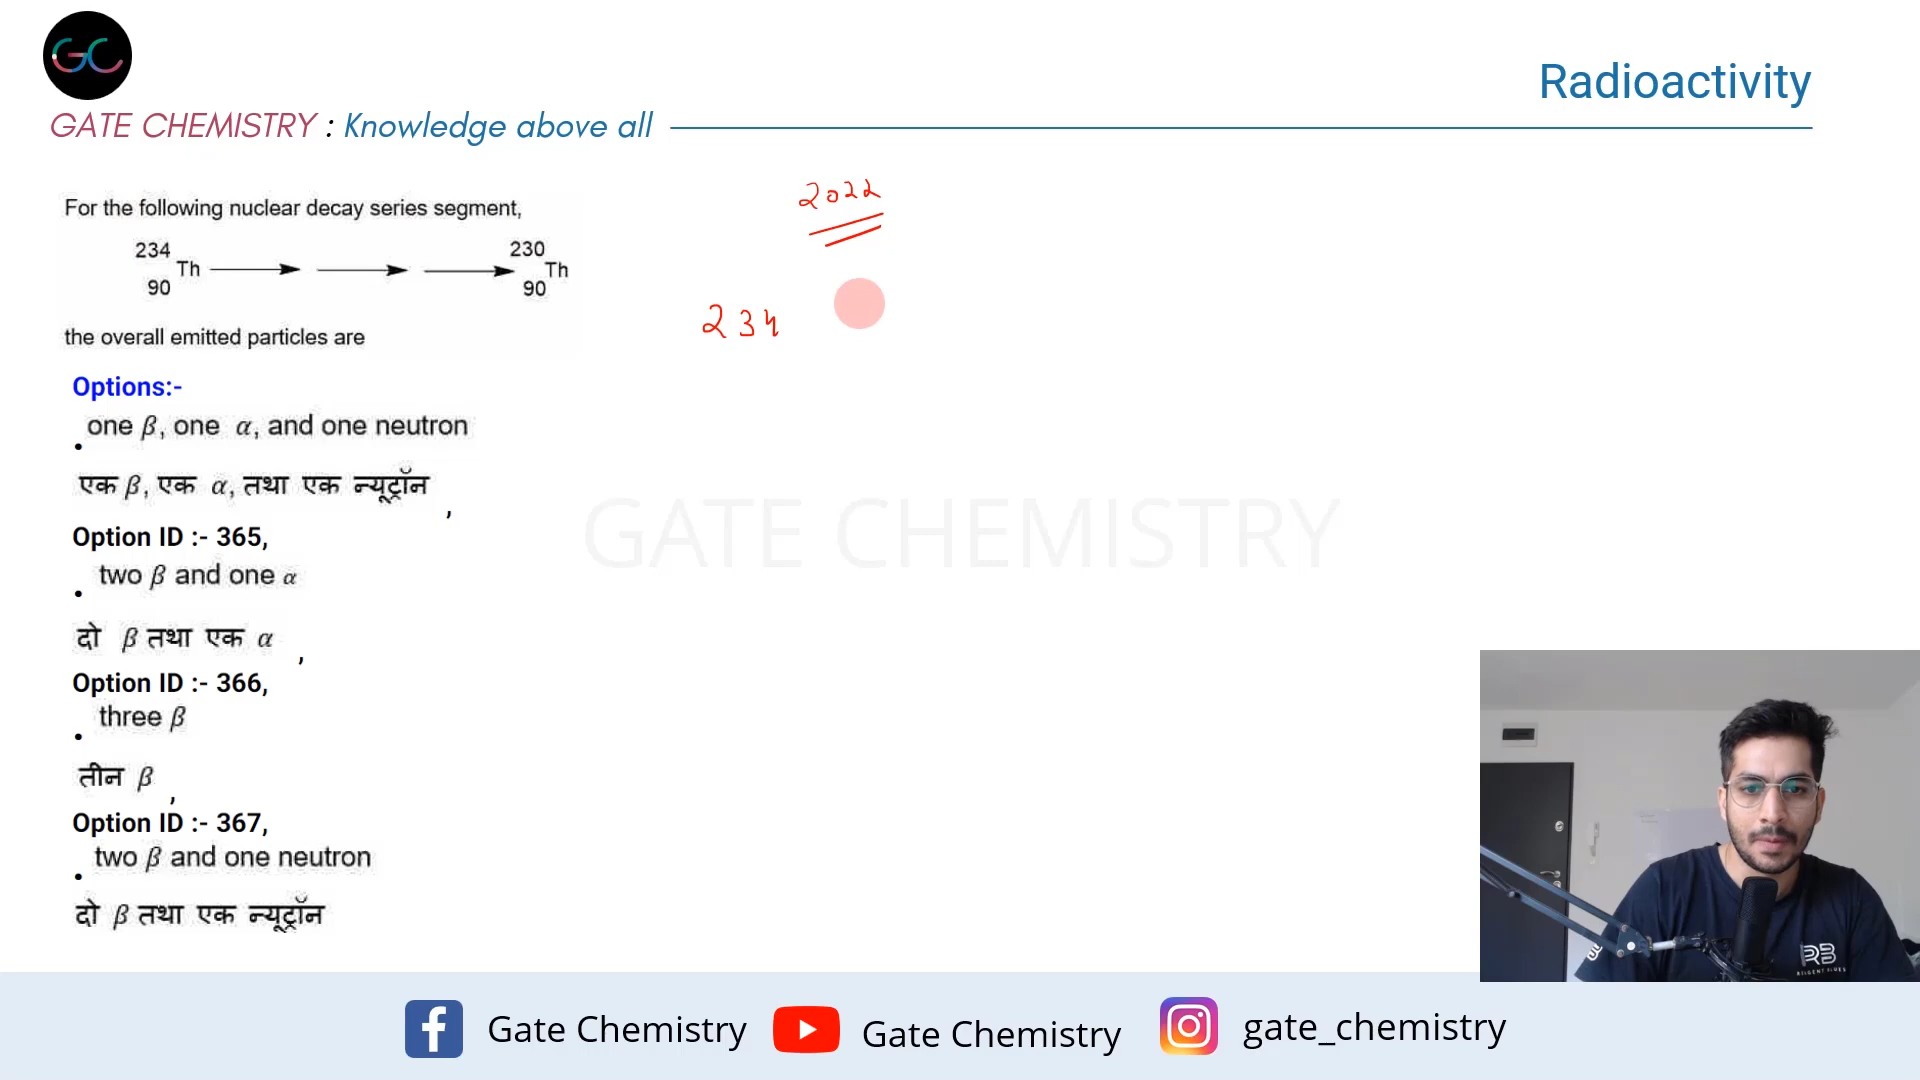 GC
Radioactivity
GATE CHEMISTRY : Knowledge above all
2022
For the following nuclear decay series segment,
234 230
Th Th
90 90
234
the overall emitted particles are
Options:-
• one β, one α, and one neutron
एक β, एक α, तथा एक न्यूट्रॉन ,
Option ID :- 365,
• two β and one α
दो β तथा एक α ,
Option ID :- 366,
• three β
तीन β ,
Option ID :- 367,
• two β and one neutron
दो β तथा एक न्यूट्रॉन
GATE CHEMISTRY
RB
Gate Chemistry
Gate Chemistry
gate_chemistry